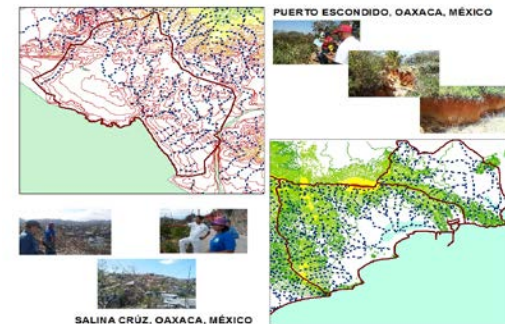 PUERTO ESCONDIDO, OAXACA, MÉXICO
SALINA CRÚZ, OAXACA, MÉXICO